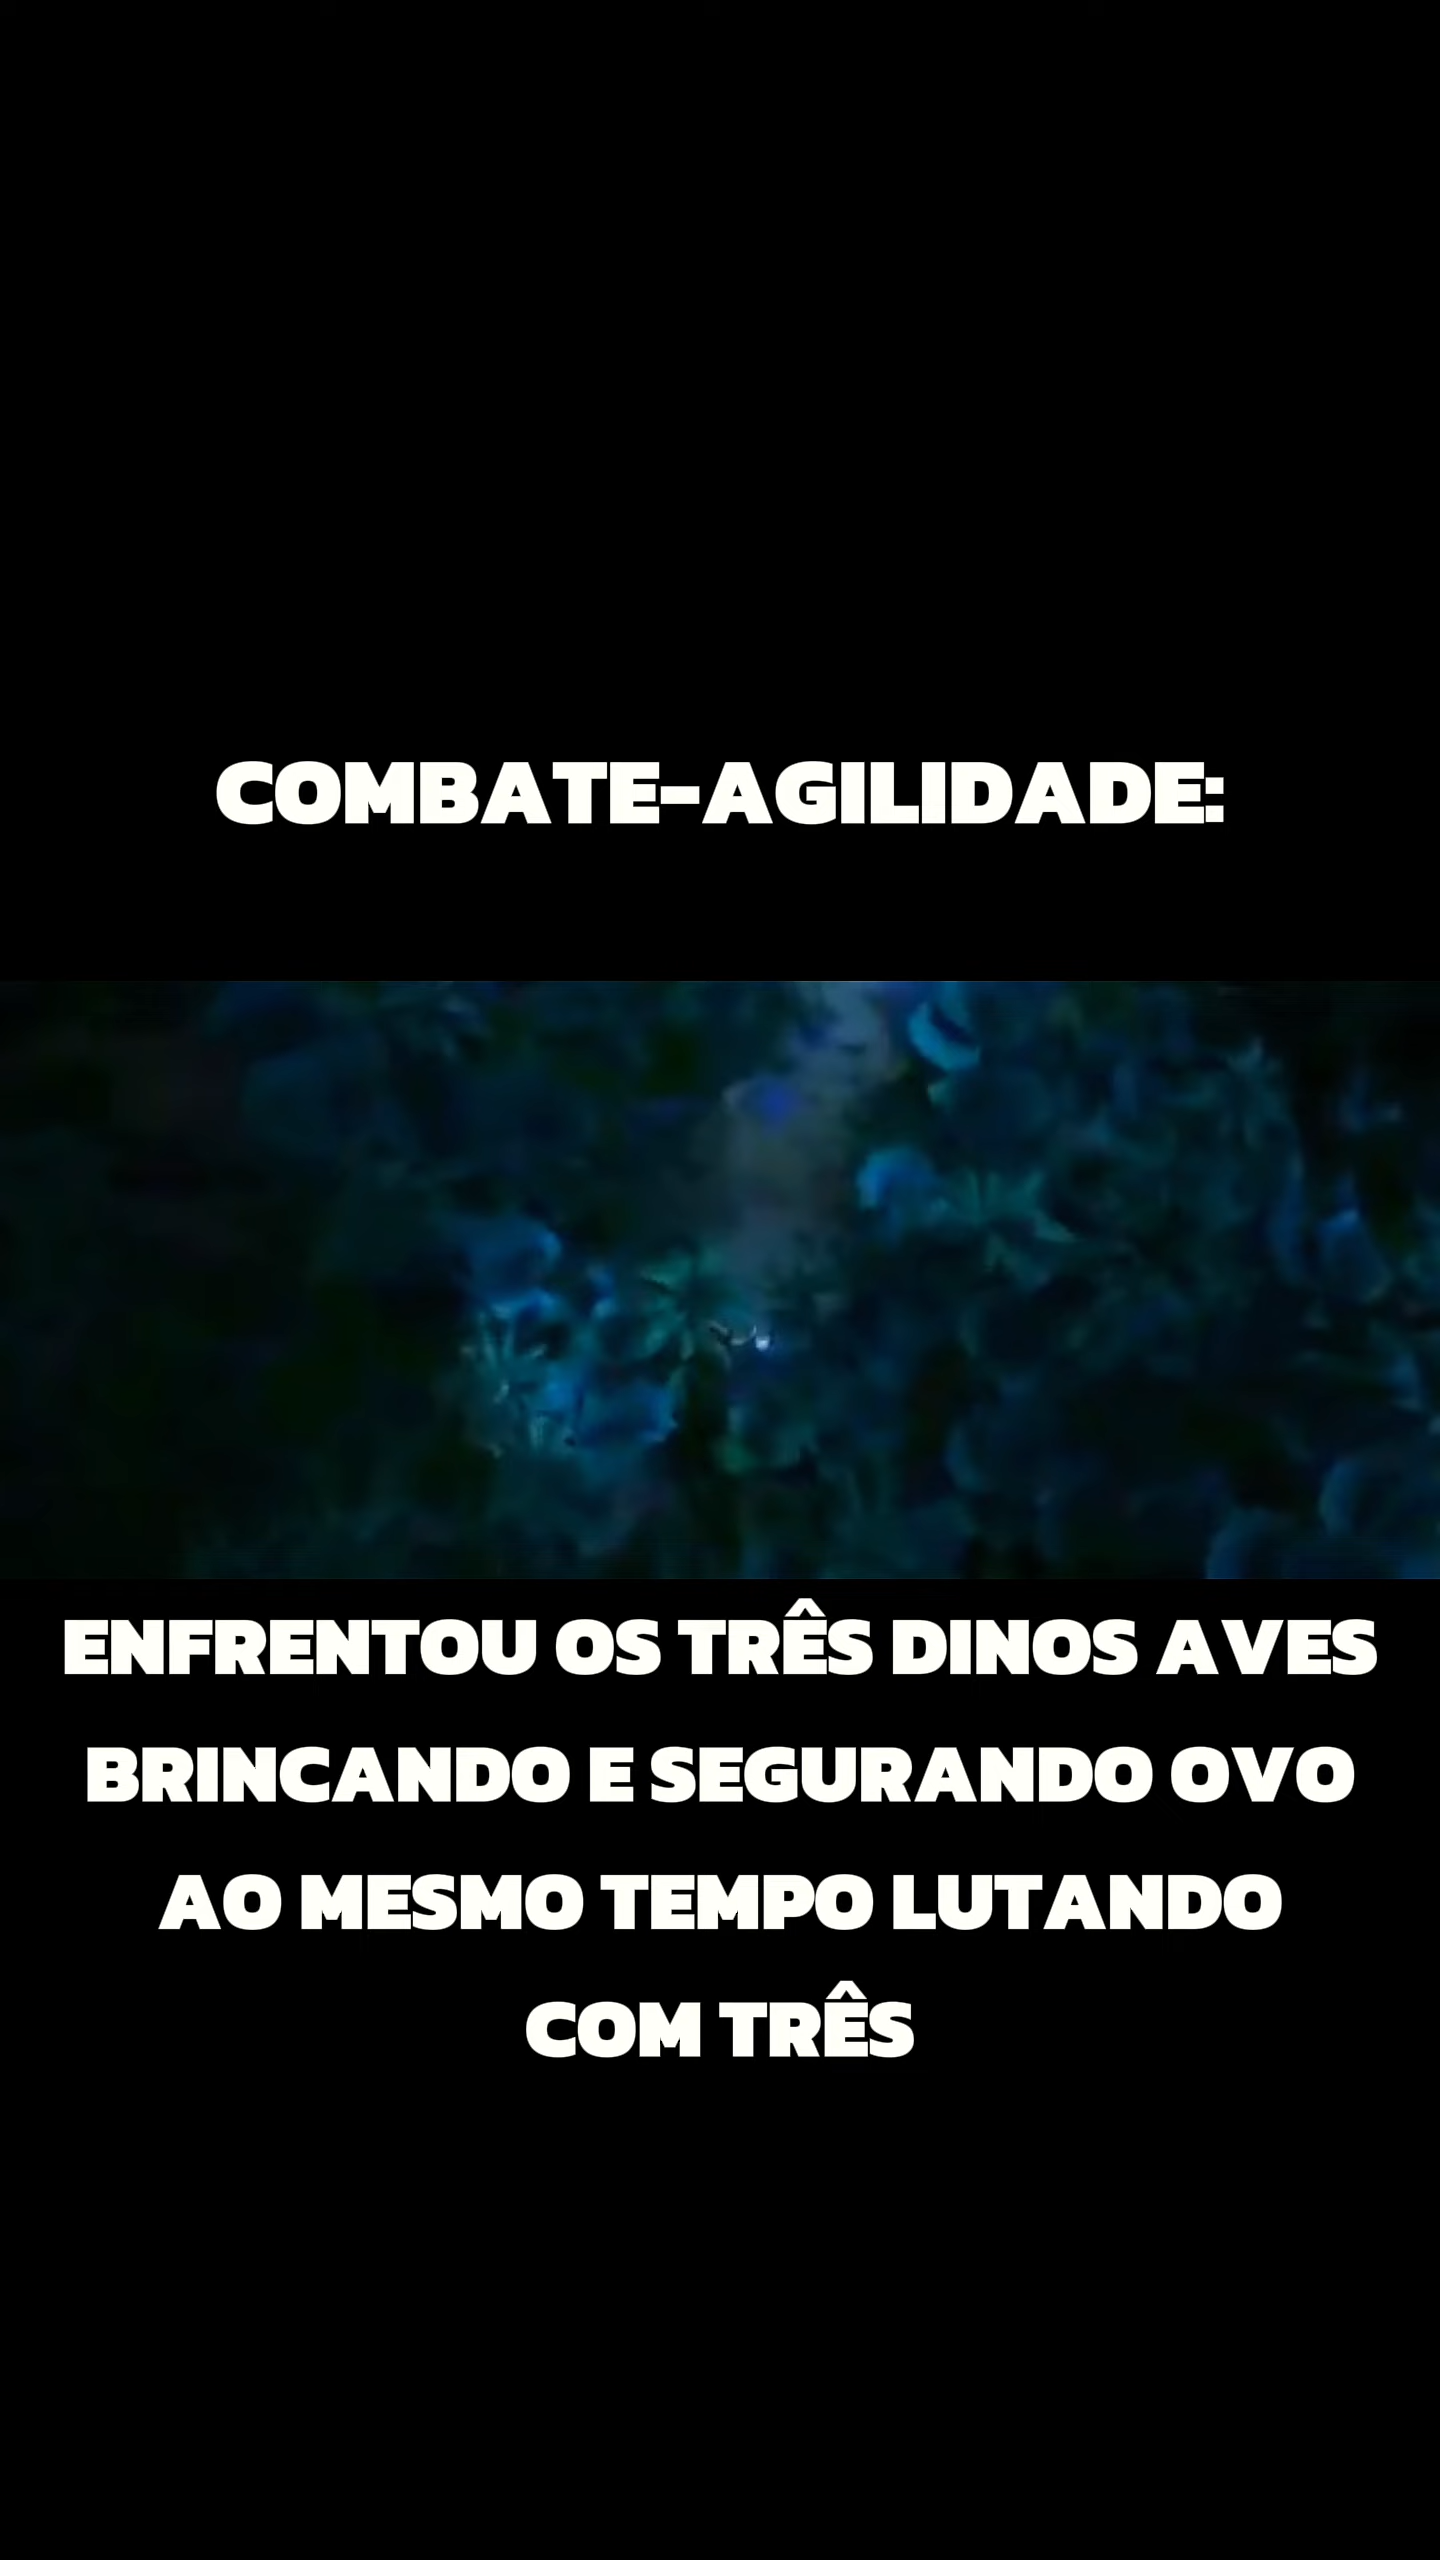 COMBATE-AGILIDADE:
ENFRENTOU OS TRÊS DINOS AVES
BRINCANDO E SEGURANDO OVO
AO MESMO TEMPO LUTANDO
COM TRÊS